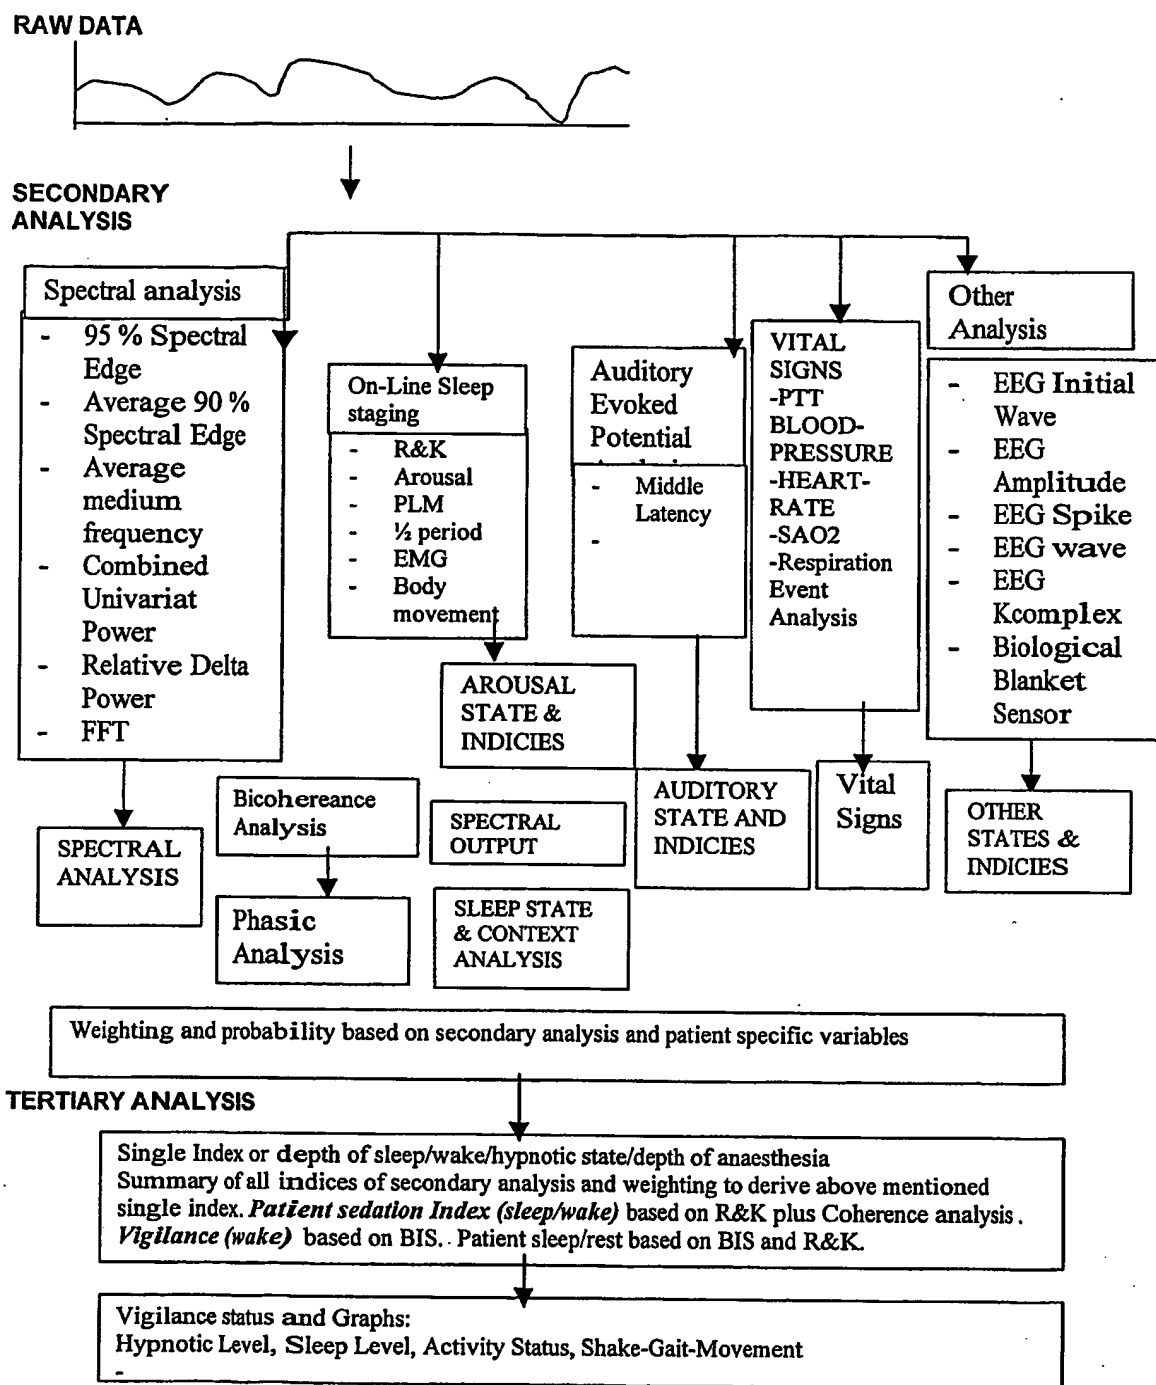 RAW DATA
SECONDARY
ANALYSIS
Spectral analysis
- 95 % Spectral
Edge
- Average 90 %
Spectral Edge
- Average
medium
frequency
- Combined
Univariat
Power
- Relative Delta
Power
- FFT
On-Line Sleep
staging
- R&K
- Arousal
- PLM
- ½ period
- EMG
- Body
movement
Auditory
Evoked
Potential
- Middle
Latency
-
VITAL
SIGNS
-PTT
BLOOD-
PRESSURE
-HEART-
RATE
-SAO2
-Respiration
Event
Analysis
Other
Analysis
- EEG Initial
Wave
- EEG
Amplitude
- EEG Spike
- EEG wave
- EEG
Kcomplex
- Biological
Blanket
Sensor
AROUSAL
STATE &
INDICIES
SPECTRAL
ANALYSIS
Bicohereance
Analysis
Phasic
Analysis
SPECTRAL
OUTPUT
SLEEP STATE
& CONTEXT
ANALYSIS
AUDITORY
STATE AND
INDICIES
Vital
Signs
OTHER
STATES &
INDICIES
Weighting and probability based on secondary analysis and patient specific variables
TERTIARY ANALYSIS
Single Index or depth of sleep/wake/hypnotic state/depth of anaesthesia
Summary of all indices of secondary analysis and weighting to derive above mentioned
single index. Patient sedation Index (sleep/wake) based on R&K plus Coherence analysis.
Vigilance (wake) based on BIS. Patient sleep/rest based on BIS and R&K.
Vigilance status and Graphs:
Hypnotic Level, Sleep Level, Activity Status, Shake-Gait-Movement
-